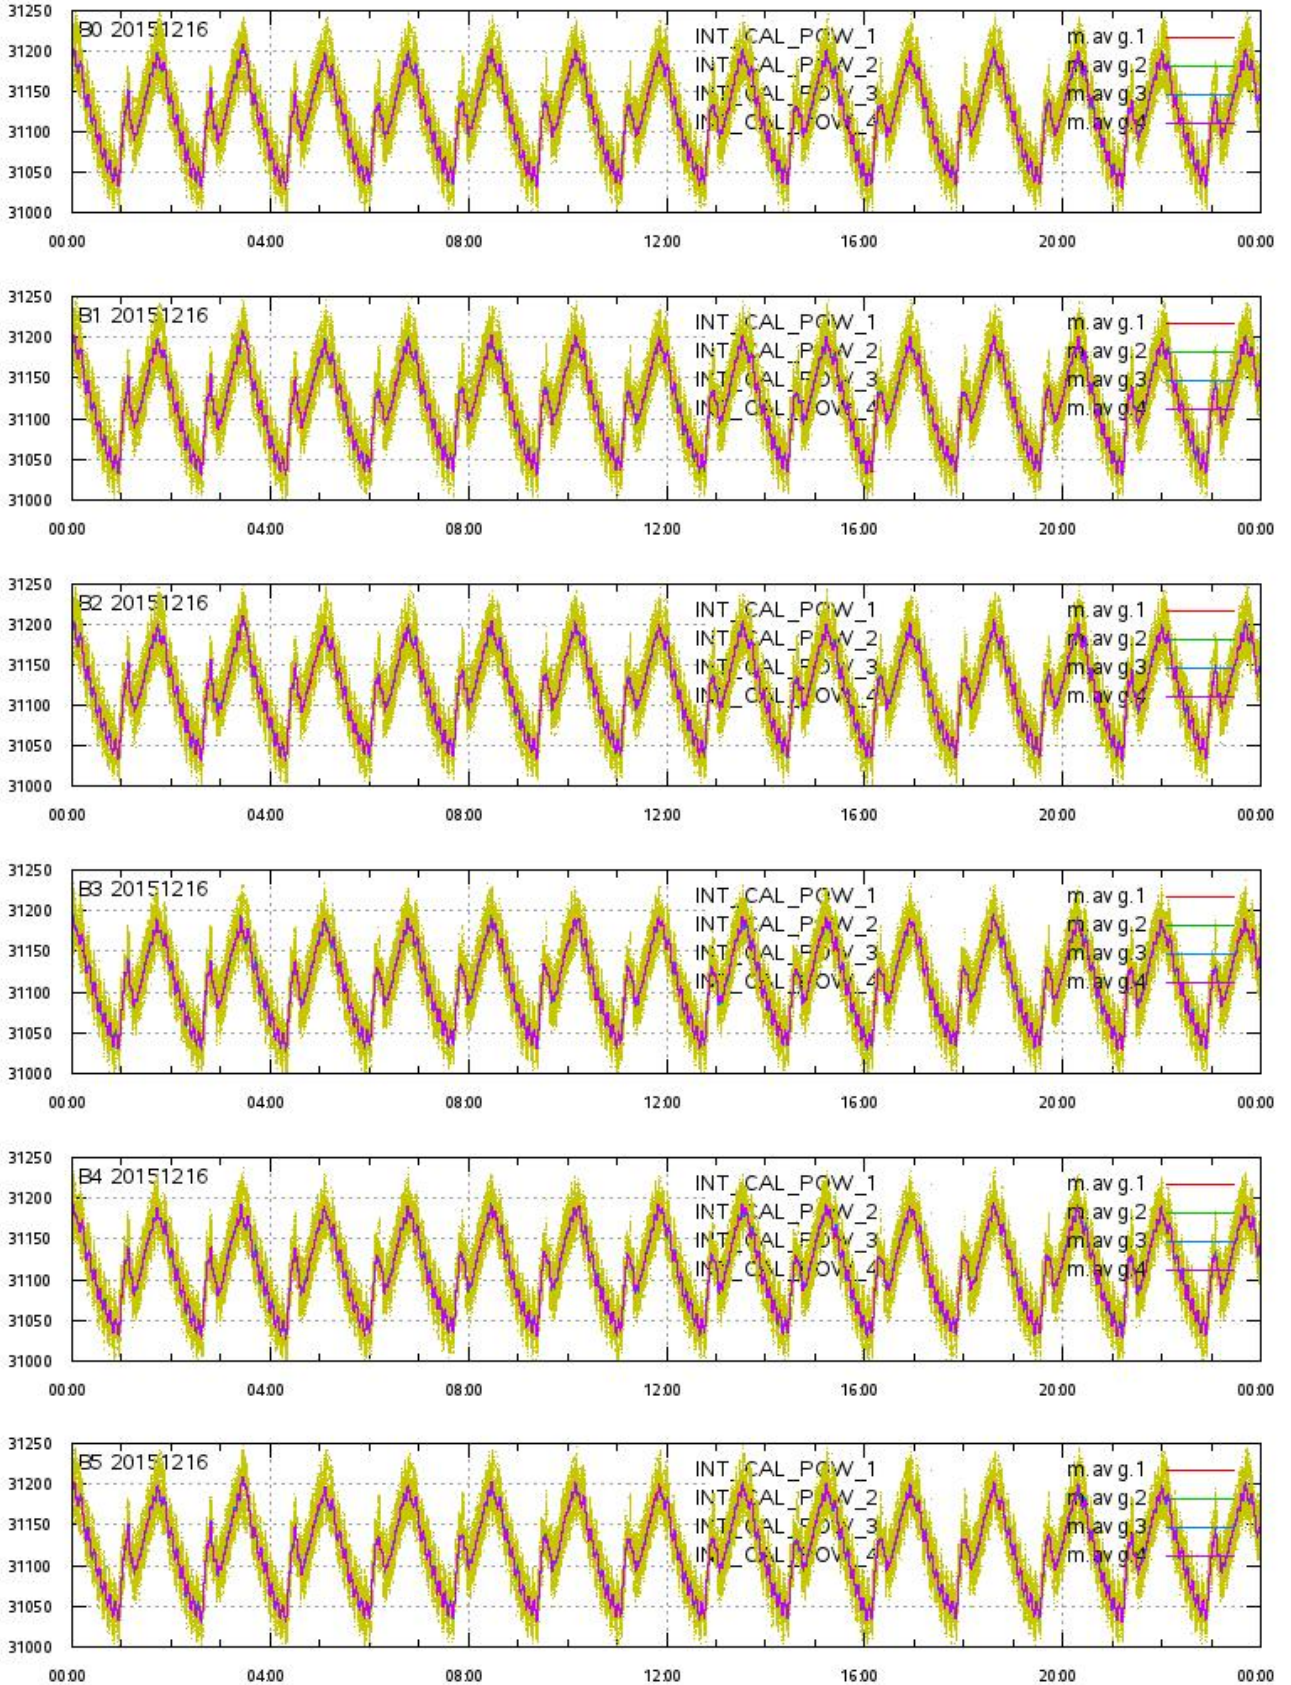 31250
B0 20151216 INT_CAL_POW_1 m.avg.1
31200
INT_CAL_POW_2 m.avg.2
31150
INT_CAL_POW_3 m.avg.3
31100
INT_CAL_POW_4 m.avg.4
31050
31000
00:00 04:00 08:00 12:00 16:00 20:00 00:00
31250
B1 20151216 INT_CAL_POW_1 m.avg.1
31200
INT_CAL_POW_2 m.avg.2
31150
INT_CAL_POW_3 m.avg.3
31100
INT_CAL_POW_4 m.avg.4
31050
31000
00:00 04:00 08:00 12:00 16:00 20:00 00:00
31250
B2 20151216 INT_CAL_POW_1 m.avg.1
31200
INT_CAL_POW_2 m.avg.2
31150
INT_CAL_POW_3 m.avg.3
31100
INT_CAL_POW_4 m.avg.4
31050
31000
00:00 04:00 08:00 12:00 16:00 20:00 00:00
31250
B3 20151216 INT_CAL_POW_1 m.avg.1
31200
INT_CAL_POW_2 m.avg.2
31150
INT_CAL_POW_3 m.avg.3
31100
INT_CAL_POW_4 m.avg.4
31050
31000
00:00 04:00 08:00 12:00 16:00 20:00 00:00
31250
B4 20151216 INT_CAL_POW_1 m.avg.1
31200
INT_CAL_POW_2 m.avg.2
31150
INT_CAL_POW_3 m.avg.3
31100
INT_CAL_POW_4 m.avg.4
31050
31000
00:00 04:00 08:00 12:00 16:00 20:00 00:00
31250
B5 20151216 INT_CAL_POW_1 m.avg.1
31200
INT_CAL_POW_2 m.avg.2
31150
INT_CAL_POW_3 m.avg.3
31100
INT_CAL_POW_4 m.avg.4
31050
31000
00:00 04:00 08:00 12:00 16:00 20:00 00:00